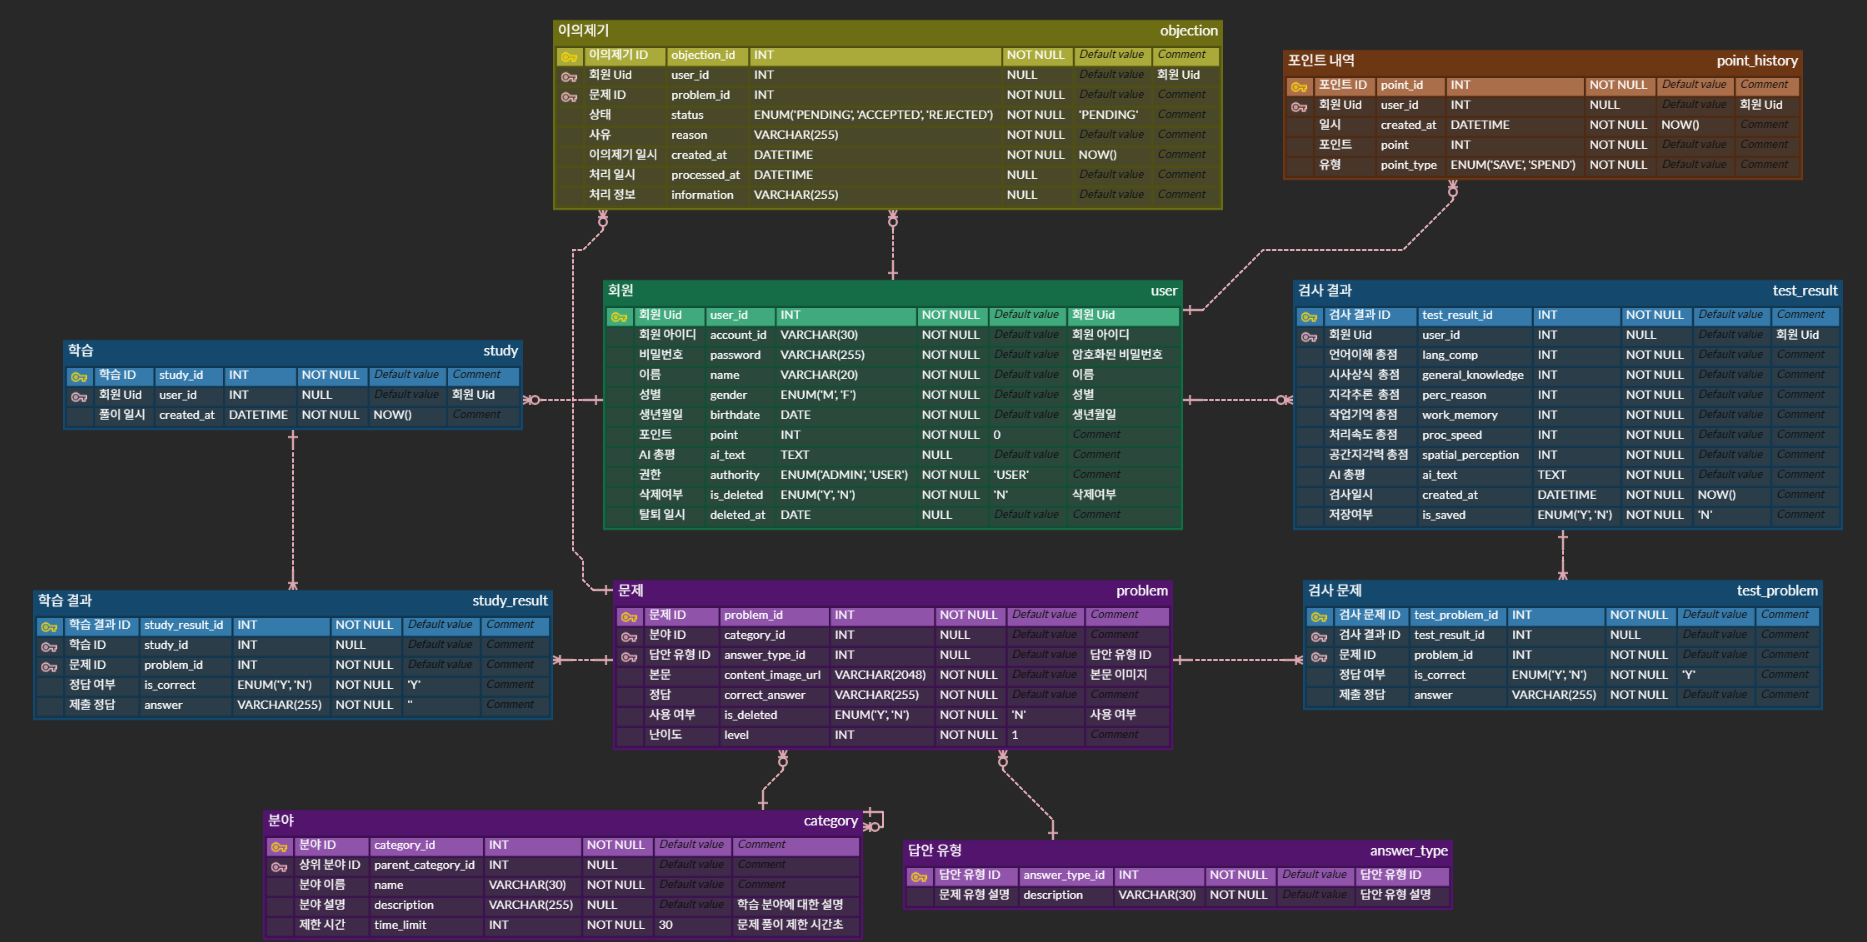 이의제기 objection
이의제기 ID objection_id INT NOT NULL Default value Comment
회원 Uid user_id INT NULL Default value 회원 Uid
문제 ID problem_id INT NOT NULL Default value Comment
상태 status ENUM('PENDING', 'ACCEPTED', 'REJECTED') NOT NULL 'PENDING' Comment
사유 reason VARCHAR(255) NOT NULL Default value Comment
이의제기 일시 created_at DATETIME NOT NULL NOW() Comment
처리 일시 processed_at DATETIME NULL Default value Comment
처리 정보 information VARCHAR(255) NULL Default value Comment
포인트 내역 point_history
포인트 ID point_id INT NOT NULL Default value Comment
회원 Uid user_id INT NULL Default value 회원 Uid
일시 created_at DATETIME NOT NULL NOW() Comment
포인트 point INT NOT NULL Default value Comment
유형 point_type ENUM('SAVE', 'SPEND') NOT NULL Default value Comment
학습 study
학습 ID study_id INT NOT NULL Default value Comment
회원 Uid user_id INT NULL Default value 회원 Uid
풀이 일시 created_at DATETIME NOT NULL NOW() Comment
회원 user
회원 Uid user_id INT NOT NULL Default value 회원 Uid
회원 아이디 account_id VARCHAR(30) NOT NULL Default value 회원 아이디
비밀번호 password VARCHAR(255) NOT NULL Default value 암호화된 비밀번호
이름 name VARCHAR(20) NOT NULL Default value 이름
성별 gender ENUM('M', 'F') NOT NULL Default value 성별
생년월일 birthdate DATE NOT NULL Default value 생년월일
포인트 point INT NOT NULL 0 Comment
AI 총평 ai_text TEXT NULL Default value Comment
권한 authority ENUM('ADMIN', 'USER') NOT NULL 'USER' Comment
삭제여부 is_deleted ENUM('Y', 'N') NOT NULL 'N' 삭제여부
탈퇴 일시 deleted_at DATE NULL Default value Comment
검사 결과 test_result
검사 결과 ID test_result_id INT NOT NULL Default value Comment
회원 Uid user_id INT NULL Default value 회원 Uid
언어이해 총점 lang_comp INT NOT NULL Default value Comment
시사상식 총점 general_knowledge INT NOT NULL Default value Comment
지각추론 총점 perc_reason INT NOT NULL Default value Comment
작업기억 총점 work_memory INT NOT NULL Default value Comment
처리속도 총점 proc_speed INT NOT NULL Default value Comment
공간지각력 총점 spatial_perception INT NOT NULL Default value Comment
AI 총평 ai_text TEXT NOT NULL Default value Comment
검사일시 created_at DATETIME NOT NULL NOW() Comment
저장여부 is_saved ENUM('Y', 'N') NOT NULL 'N' Comment
학습 결과 study_result
학습 결과 ID study_result_id INT NOT NULL Default value Comment
학습 ID study_id INT NULL Default value Comment
문제 ID problem_id INT NOT NULL Default value Comment
정답 여부 is_correct ENUM('Y', 'N') NOT NULL 'Y' Comment
제출 정답 answer VARCHAR(255) NOT NULL '' Comment
문제 problem
문제 ID problem_id INT NOT NULL Default value Comment
분야 ID category_id INT NULL Default value Comment
답안 유형 ID answer_type_id INT NULL Default value 답안 유형 ID
본문 content_image_url VARCHAR(2048) NOT NULL Default value 본문 이미지
정답 correct_answer VARCHAR(255) NOT NULL Default value Comment
사용 여부 is_deleted ENUM('Y', 'N') NOT NULL 'N' 사용 여부
난이도 level INT NOT NULL 1 Comment
검사 문제 test_problem
검사 문제 ID test_problem_id INT NOT NULL Default value Comment
검사 결과 ID test_result_id INT NULL Default value Comment
문제 ID problem_id INT NOT NULL Default value Comment
정답 여부 is_correct ENUM('Y', 'N') NOT NULL 'Y' Comment
제출 정답 answer VARCHAR(255) NOT NULL Default value Comment
분야 category
분야 ID category_id INT NOT NULL Default value Comment
상위 분야 ID parent_category_id INT NULL Default value Comment
분야 이름 name VARCHAR(30) NOT NULL Default value Comment
분야 설명 description VARCHAR(255) NULL Default value 학습 분야에 대한 설명
제한 시간 time_limit INT NOT NULL 30 문제 풀이 제한 시간초
답안 유형 answer_type
답안 유형 ID answer_type_id INT NOT NULL Default value 답안 유형 ID
문제 유형 설명 description VARCHAR(30) NOT NULL Default value 답안 유형 설명